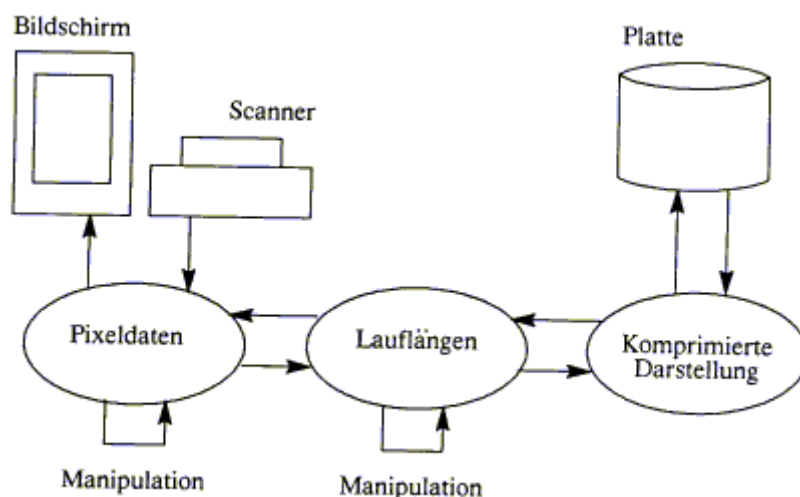 Bildschirm
Platte
Scanner
Pixeldaten
Lauflängen
Komprimierte
Darstellung
Manipulation
Manipulation